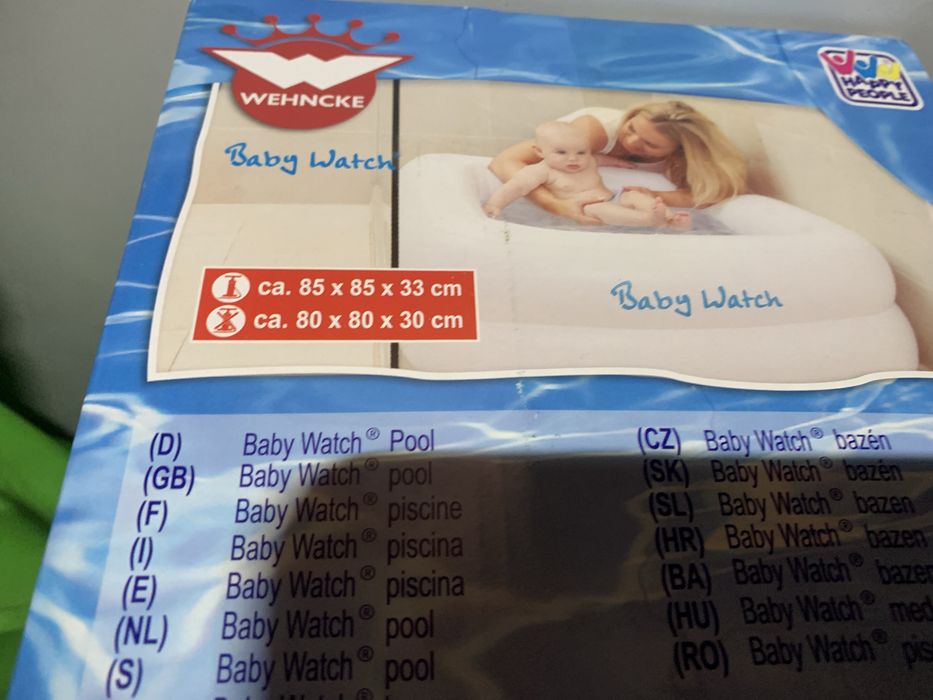 WEHNCKE
HAPPY
PEOPLE
Baby Watch
Baby Watch
ca. 85 x 85 x 33 cm
ca. 80 x 80 x 30 cm
(D) Baby Watch® Pool
(GB) Baby Watch® pool
(F) Baby Watch® piscine
(I) Baby Watch® piscina
(E) Baby Watch® piscina
(NL) Baby Watch® pool
(S) Baby Watch® pool
(CZ) Baby Watch® bazén
(SK) Baby Watch® bazén
(SL) Baby Watch® bazen
(HR) Baby Watch® bazen
(BA) Baby Watch® bazen
(HU) Baby Watch®
(RO) Baby Watch®